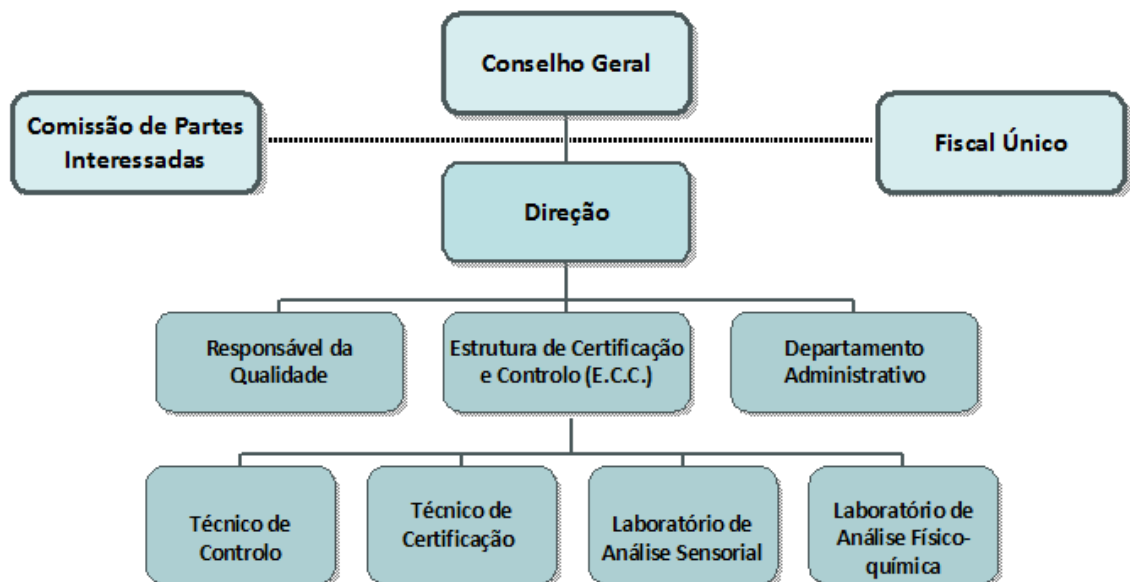 Conselho Geral
Comissão de Partes
Interessadas
Fiscal Único
Direção
Responsável da
Qualidade
Estrutura de Certificação
e Controlo (E.C.C.)
Departamento
Administrativo
Técnico de
Controlo
Técnico de
Certificação
Laboratório de
Análise Sensorial
Laboratório de
Análise Físico-
química